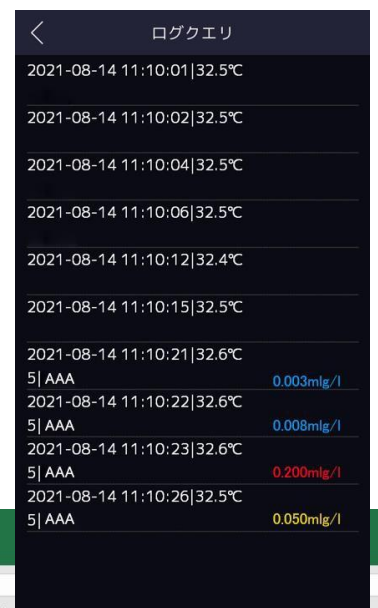 ログクエリ
2021-08-14 11:10:01|32.5℃
2021-08-14 11:10:02|32.5℃
2021-08-14 11:10:04|32.5℃
2021-08-14 11:10:06|32.5℃
2021-08-14 11:10:12|32.4℃
2021-08-14 11:10:15|32.5℃
2021-08-14 11:10:21|32.6℃
5| AAA 0.003mlg/l
2021-08-14 11:10:22|32.6℃
5| AAA 0.008mlg/l
2021-08-14 11:10:23|32.6℃
5| AAA 0.200mlg/l
2021-08-14 11:10:26|32.5℃
5| AAA 0.050mlg/l